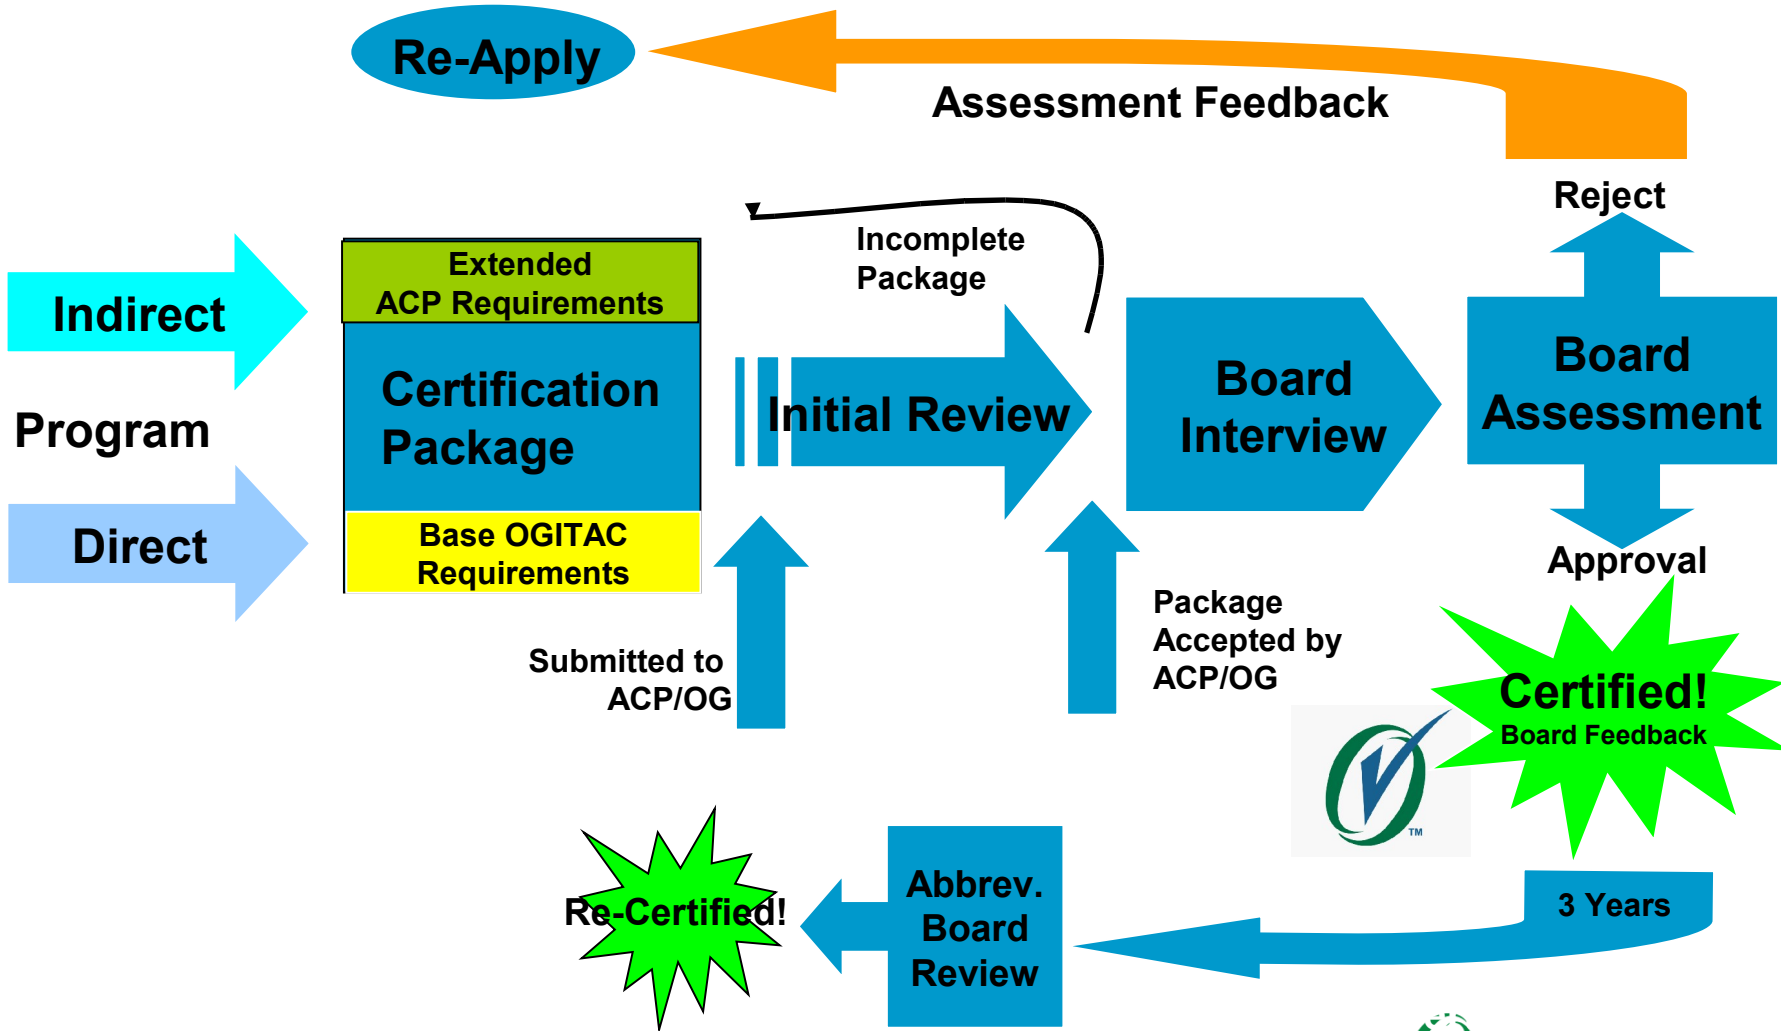 Re-Apply
Assessment Feedback
Reject
Incomplete
Package
Extended
ACP Requirements
Indirect
Certification
Package
Initial Review
Board
Interview
Board
Assessment
Program
Direct
Base OGITAC
Requirements
Approval
Submitted to
ACP/OG
Package
Accepted by
ACP/OG
Certified!
Board Feedback
TM
Re-Certified!
Abbrev.
Board
Review
3 Years